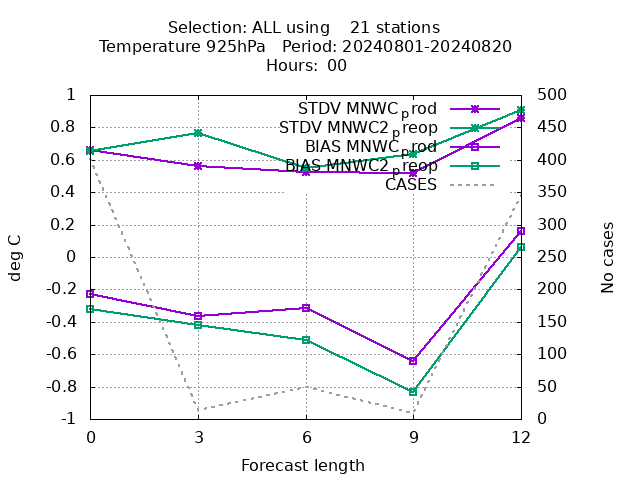 Selection: ALL using    21 stations
Temperature 925hPa   Period: 20240801-20240820
Hours: 00
STDV MNWC_prod
STDV MNWC2_preop
BIAS MNWC_prod
BIAS MNWC2_preop
CASES
1
0.8
0.6
0.4
0.2
0
-0.2
-0.4
-0.6
-0.8
-1
500
450
400
350
300
250
200
150
100
50
0
deg C
No cases
0 3 6 9 12
Forecast length